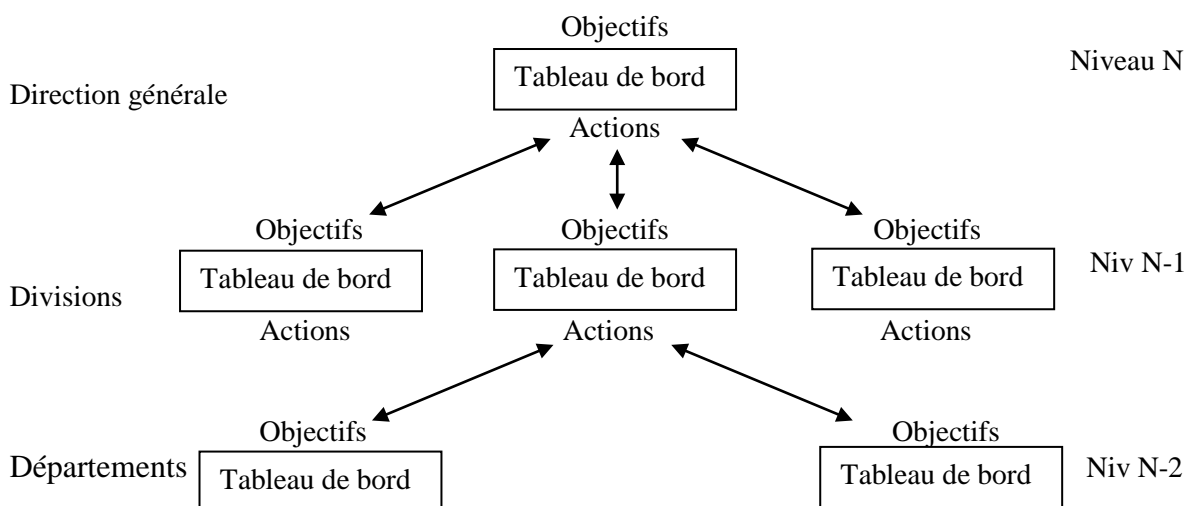 Objectifs
Niveau N
Tableau de bord
Direction générale
Actions
Objectifs Objectifs Objectifs
Tableau de bord Tableau de bord Tableau de bord Niv N-1
Divisions
Actions Actions Actions
Objectifs Objectifs
Départements Tableau de bord Tableau de bord Niv N-2